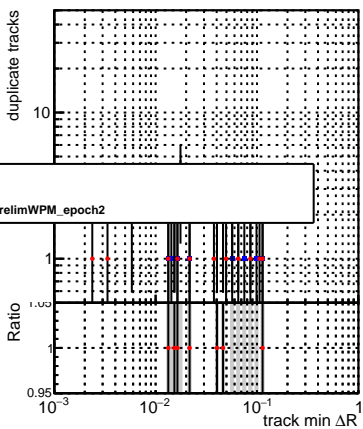 duplicate tracks
10
relimWPM_epoch2
1
Ratio
1.05
1
0.95
10⁻³ 10⁻² 10⁻¹ 1
track min ΔR